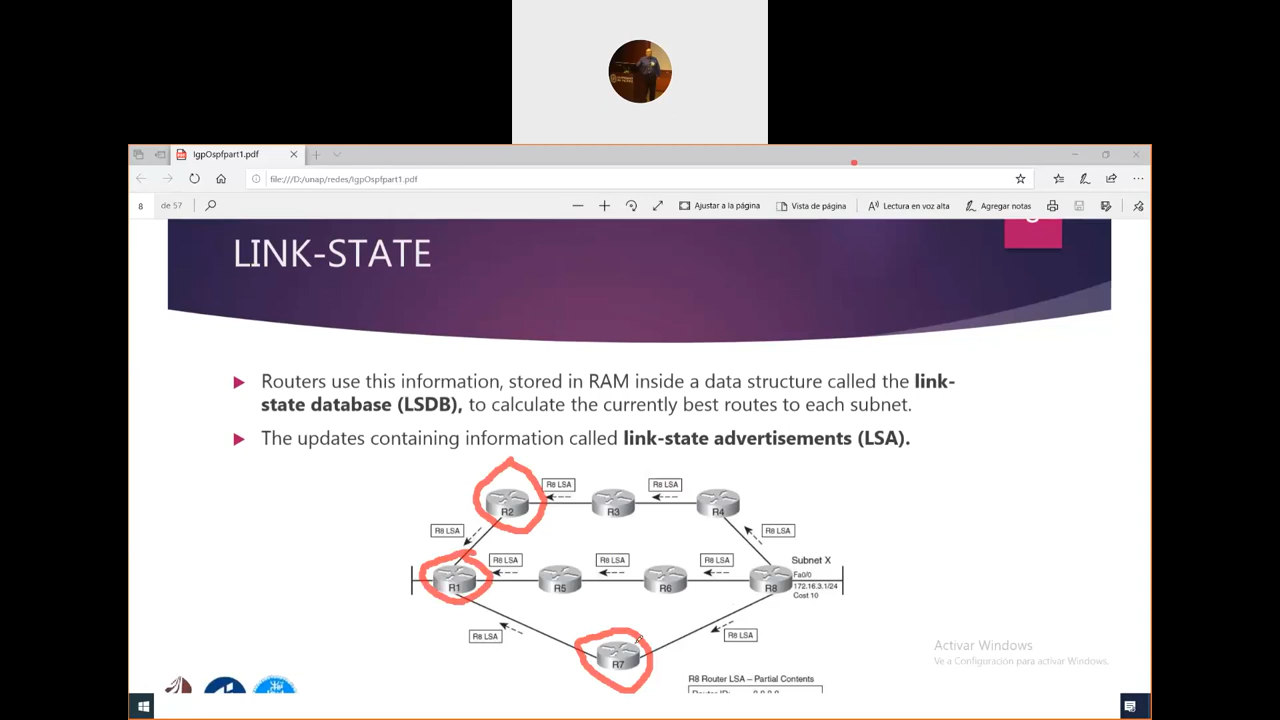 IgpOspfpart1.pdf
file:///D:/unap/redes/IgpOspfpart1.pdf
8 de 57
Ajustar a la página
Vista de página
Lectura en voz alta
Agregar notas
LINK-STATE
Routers use this information, stored in RAM inside a data structure called the link-
state database (LSDB), to calculate the currently best routes to each subnet.
The updates containing information called link-state advertisements (LSA).
R8 LSA
R8 LSA
R2
R3
R4
R8 LSA
R8 LSA
R8 LSA
R8 LSA
R8 LSA
Subnet X
Fa0/0
172.16.3.1/24
Cost 10
R1
R5
R6
R8
R8 LSA
R8 LSA
R7
Activar Windows
Ve a Configuración para activar Windows.
R8 Router LSA – Partial Contents